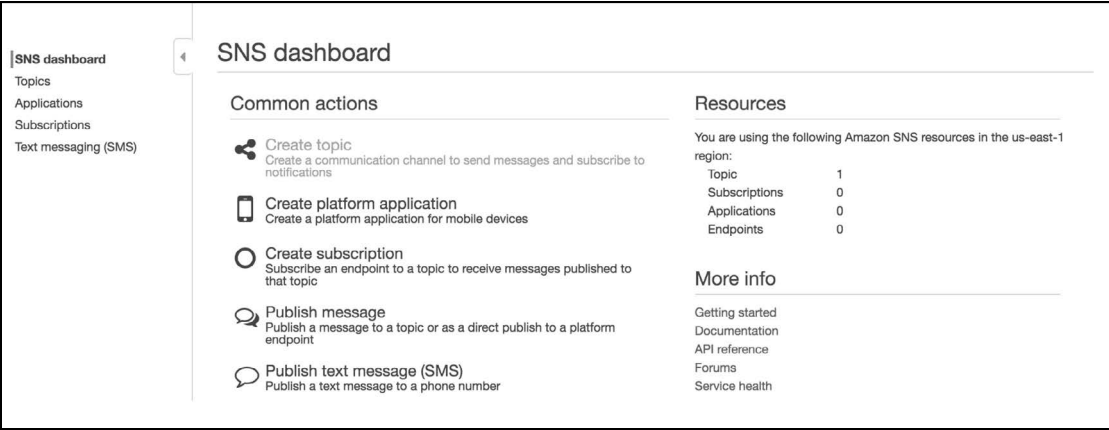 SNS dashboard
Topics
Applications
Subscriptions
Text messaging (SMS)
SNS dashboard
Common actions
Create topic
Create a communication channel to send messages and subscribe to
notifications
Create platform application
Create a platform application for mobile devices
Create subscription
Subscribe an endpoint to a topic to receive messages published to
that topic
Publish message
Publish a message to a topic or as a direct publish to a platform
endpoint
Publish text message (SMS)
Publish a text message to a phone number
Resources
You are using the following Amazon SNS resources in the us-east-1
region:
Topic 1
Subscriptions 0
Applications 0
Endpoints 0
More info
Getting started
Documentation
API reference
Forums
Service health